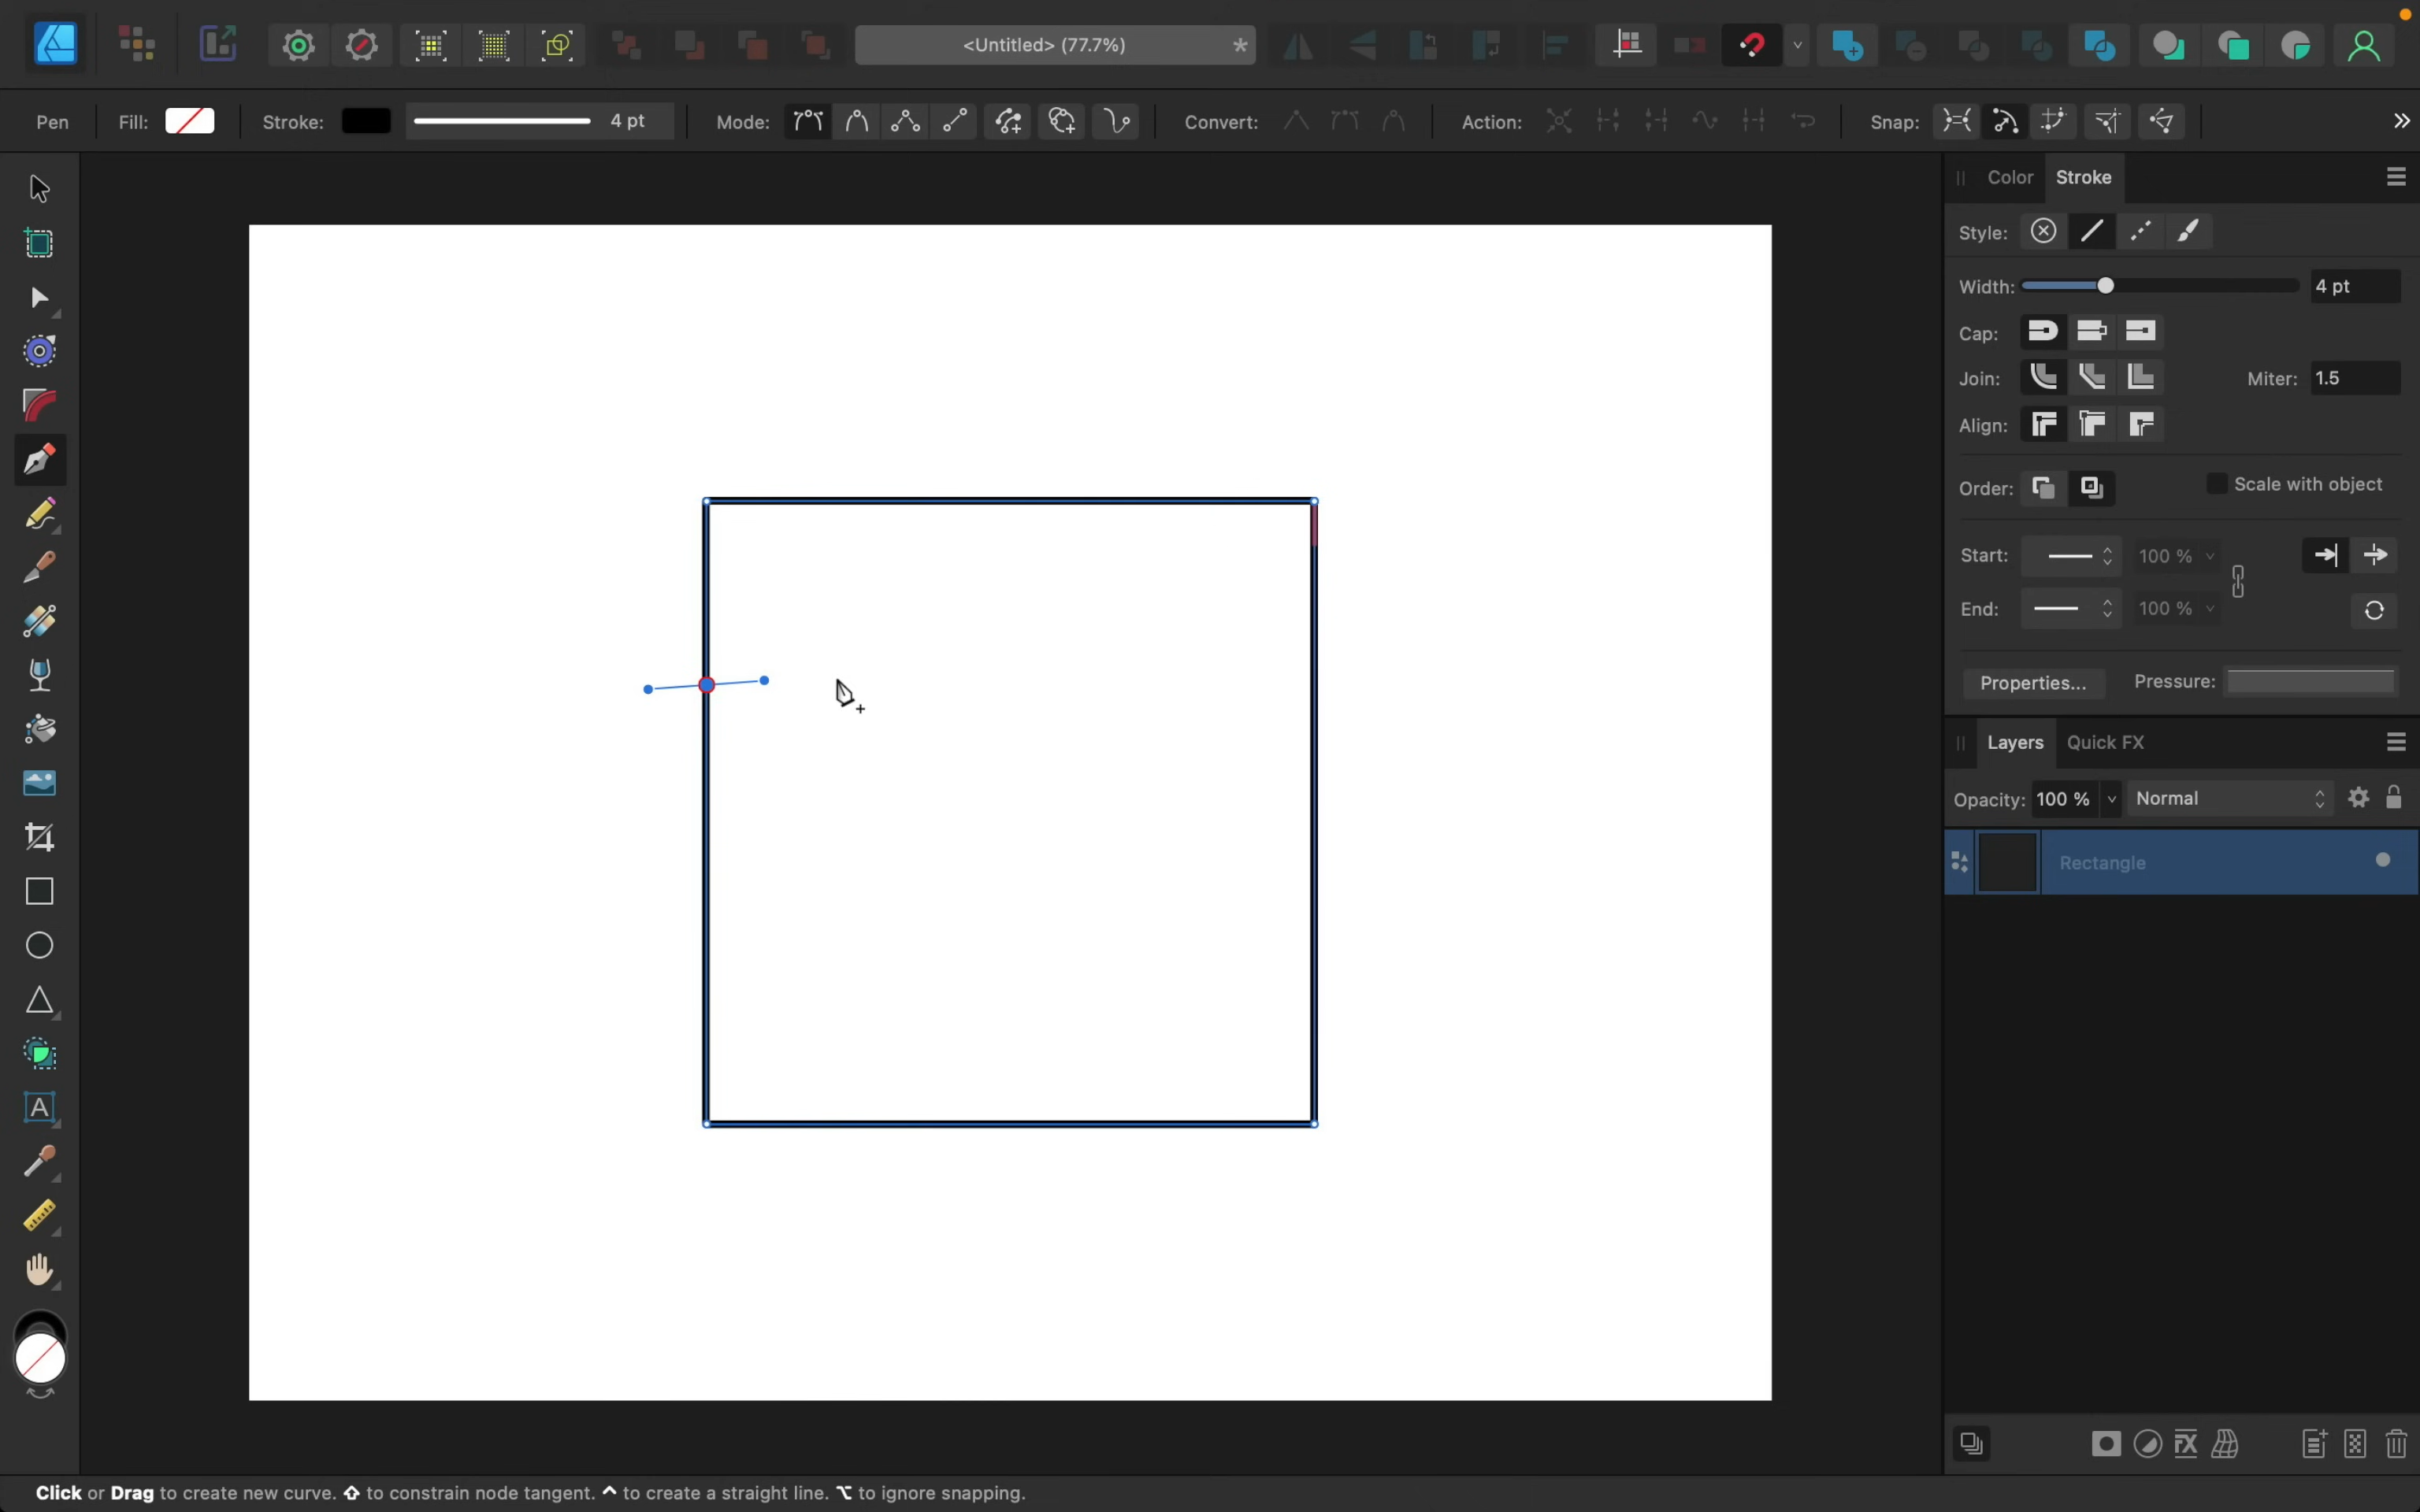 <Untitled> (77.7%) *
Pen Fill: Stroke: 4 pt Mode: Convert: Action: Snap: »
Color Stroke
Style:
Width: 4 pt
Cap:
Join: Miter: 1.5
Align:
Order: Scale with object
Start: 100 %
End: 100 %
Properties... Pressure:
Layers Quick FX
Opacity: 100 % Normal
Rectangle
A
FX
Click or Drag to create new curve. ⇧ to constrain node tangent. ^ to create a straight line. ⌥ to ignore snapping.